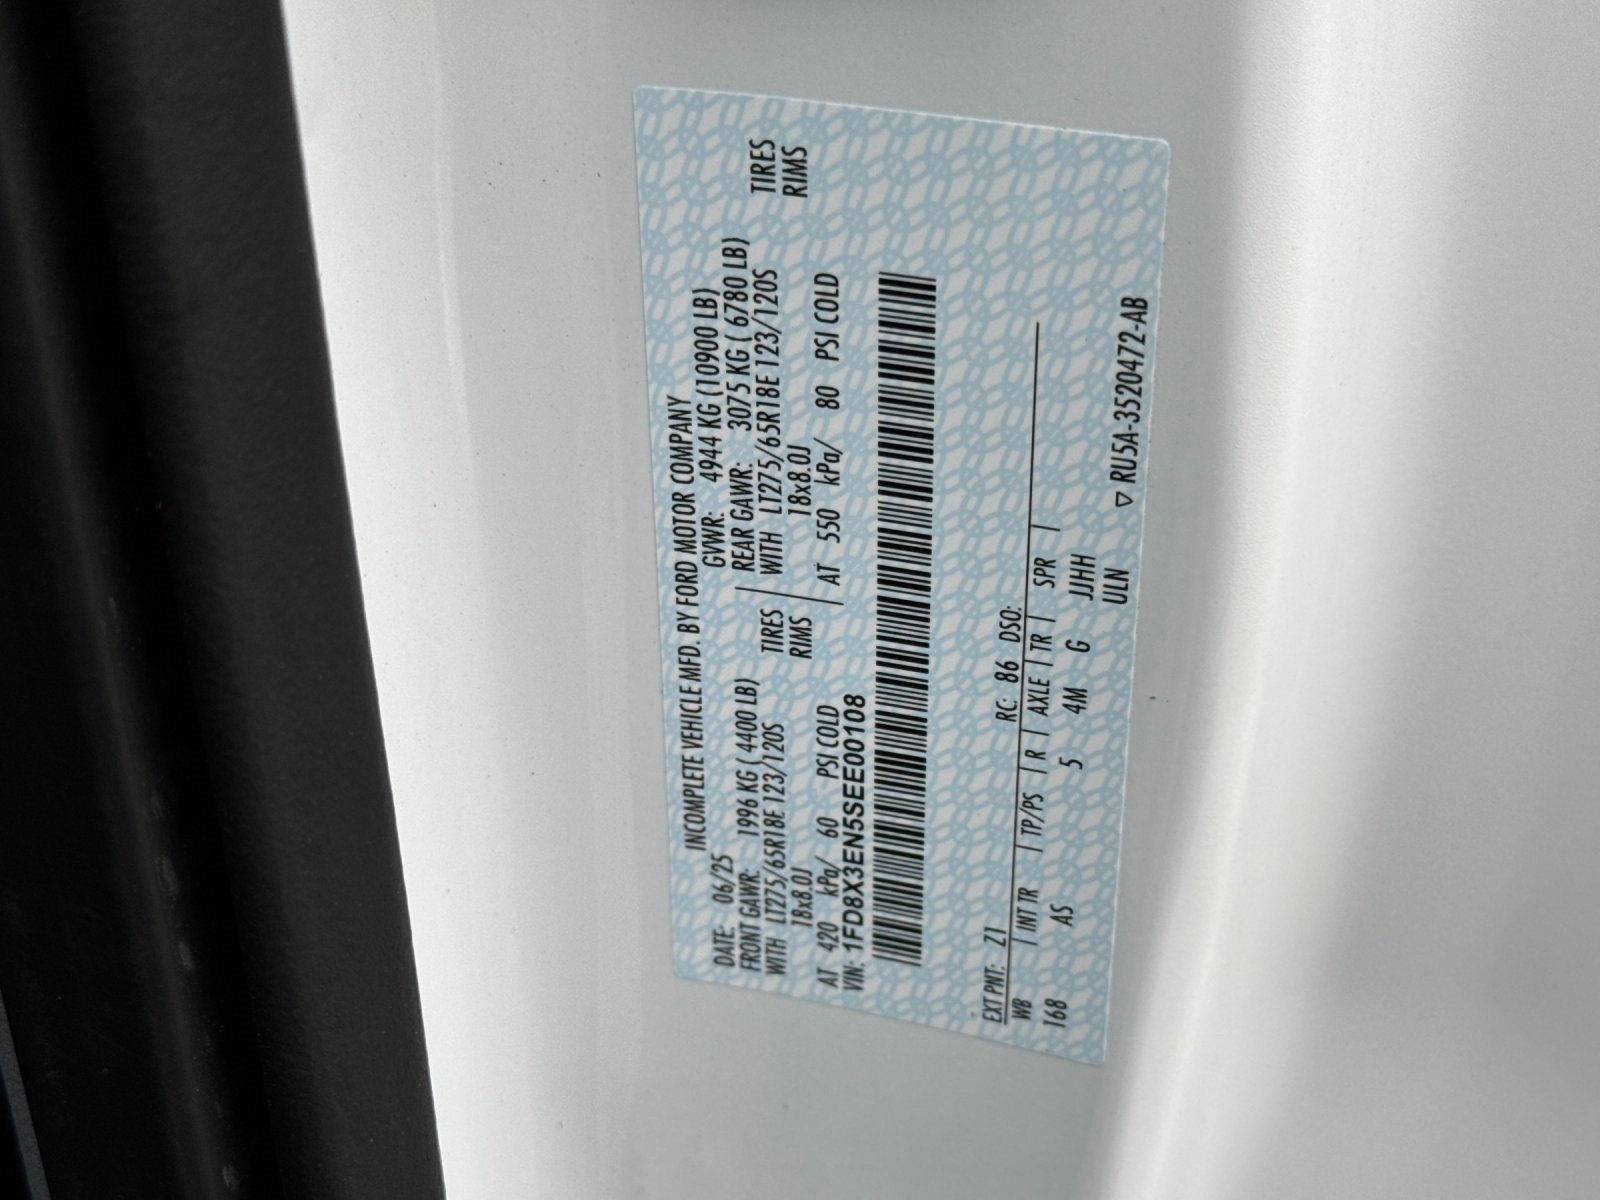 INCOMPLETE VEHICLE MFD. BY FORD MOTOR COMPANY
DATE: 06/25 GVWR: 4944 KG (10900 LB)
FRONT GAWR: 1996 KG ( 4400 LB) REAR GAWR: 3075 KG ( 6780 LB)
WITH LT275/65R18E 123/120S TIRES WITH LT275/65R18E 123/120S TIRES
18x8.0J RIMS 18x8.0J RIMS
AT 420 kPa/ 60 PSI COLD AT 550 kPa/ 80 PSI COLD
VIN: 1FD8X3EN5SEE00108
EXT PNT: Z1 RC: 86 DSO:
WB | INT TR | TP/PS | R | AXLE | TR | SPR |
168 AS 5 4M G JJHH
ULN ▽ RU5A-3520472-AB